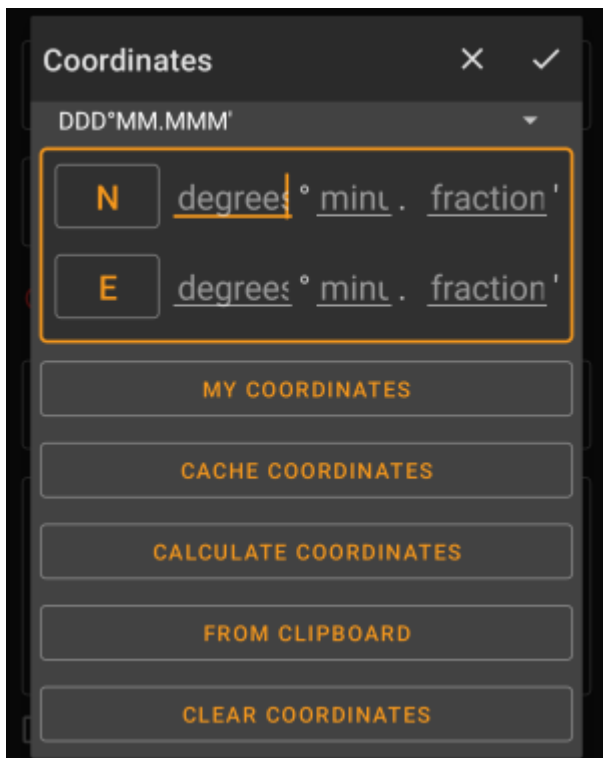 Coordinates
DDD°MM.MMM'
N degrees ° minu . fraction '
E degrees ° minu . fraction '
MY COORDINATES
CACHE COORDINATES
CALCULATE COORDINATES
FROM CLIPBOARD
CLEAR COORDINATES